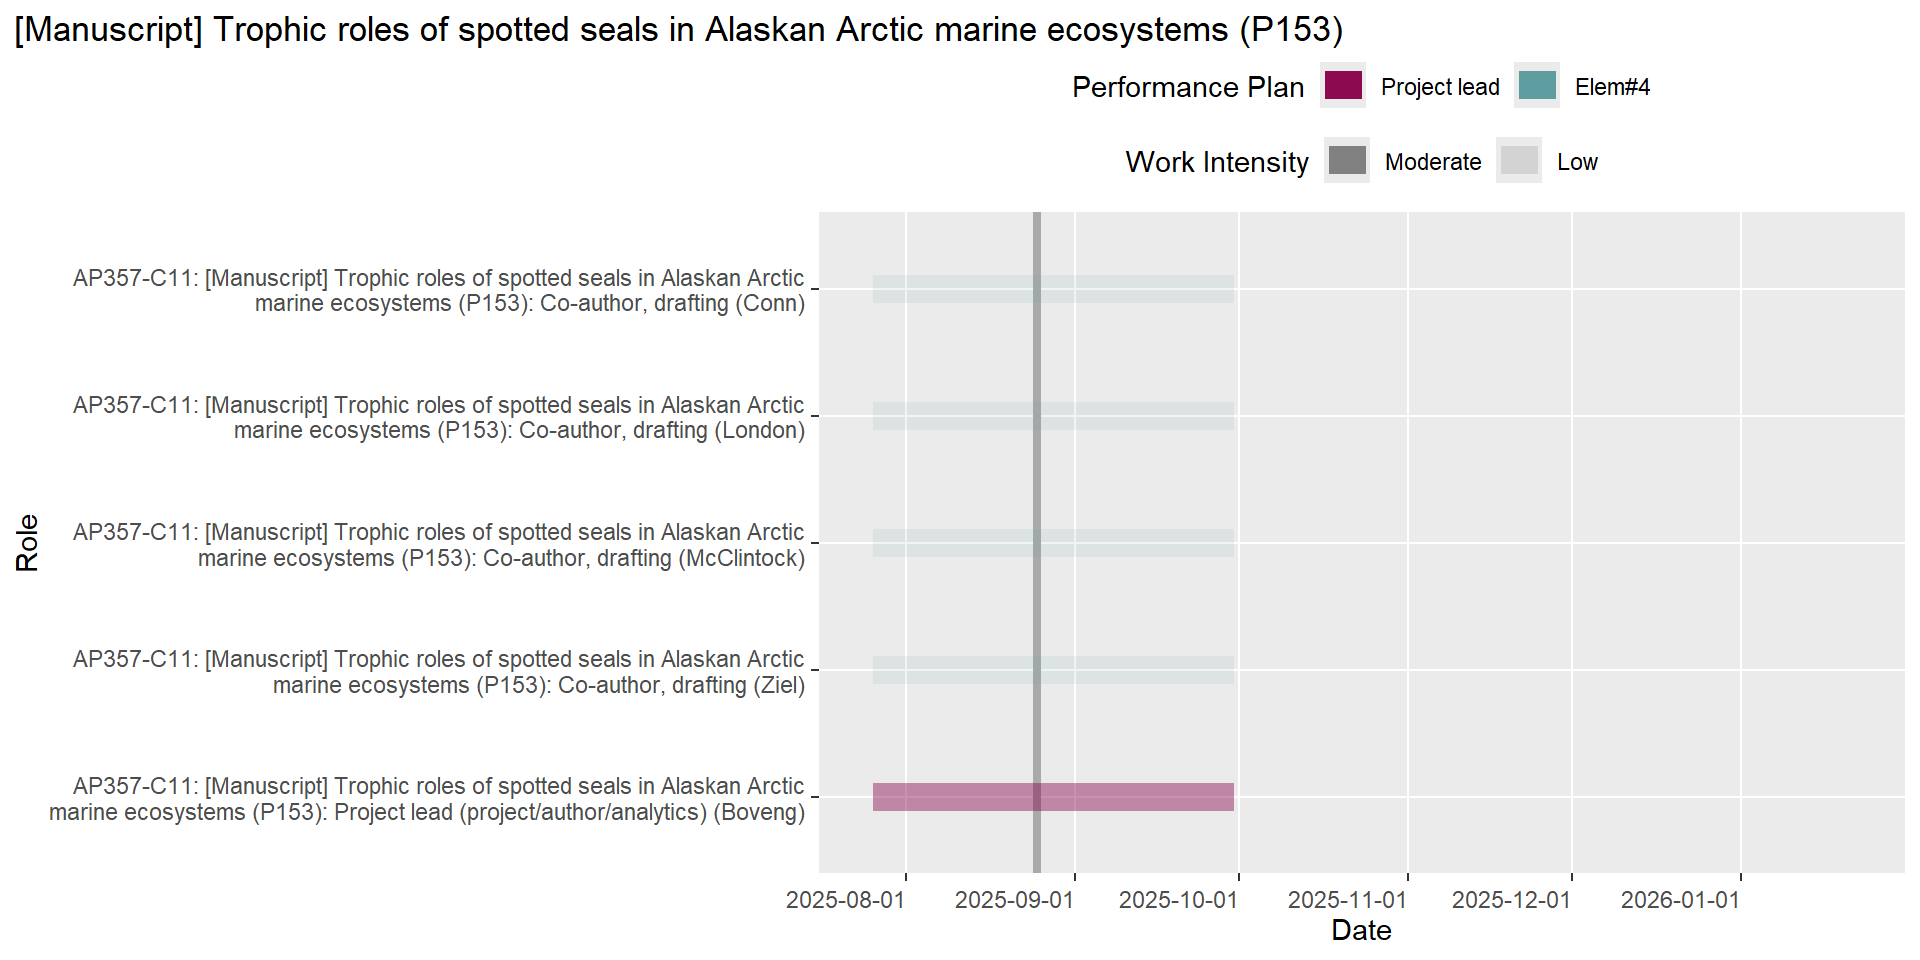 [Manuscript] Trophic roles of spotted seals in Alaskan Arctic marine ecosystems (P153)
Performance Plan Project lead Elem#4
Work Intensity Moderate Low
AP357-C11: [Manuscript] Trophic roles of spotted seals in Alaskan Arctic
marine ecosystems (P153): Co-author, drafting (Conn)
AP357-C11: [Manuscript] Trophic roles of spotted seals in Alaskan Arctic
marine ecosystems (P153): Co-author, drafting (London)
AP357-C11: [Manuscript] Trophic roles of spotted seals in Alaskan Arctic
marine ecosystems (P153): Co-author, drafting (McClintock)
AP357-C11: [Manuscript] Trophic roles of spotted seals in Alaskan Arctic
marine ecosystems (P153): Co-author, drafting (Ziel)
AP357-C11: [Manuscript] Trophic roles of spotted seals in Alaskan Arctic
marine ecosystems (P153): Project lead (project/author/analytics) (Boveng)
Role
2025-08-01 2025-09-01 2025-10-01 2025-11-01 2025-12-01 2026-01-01
Date